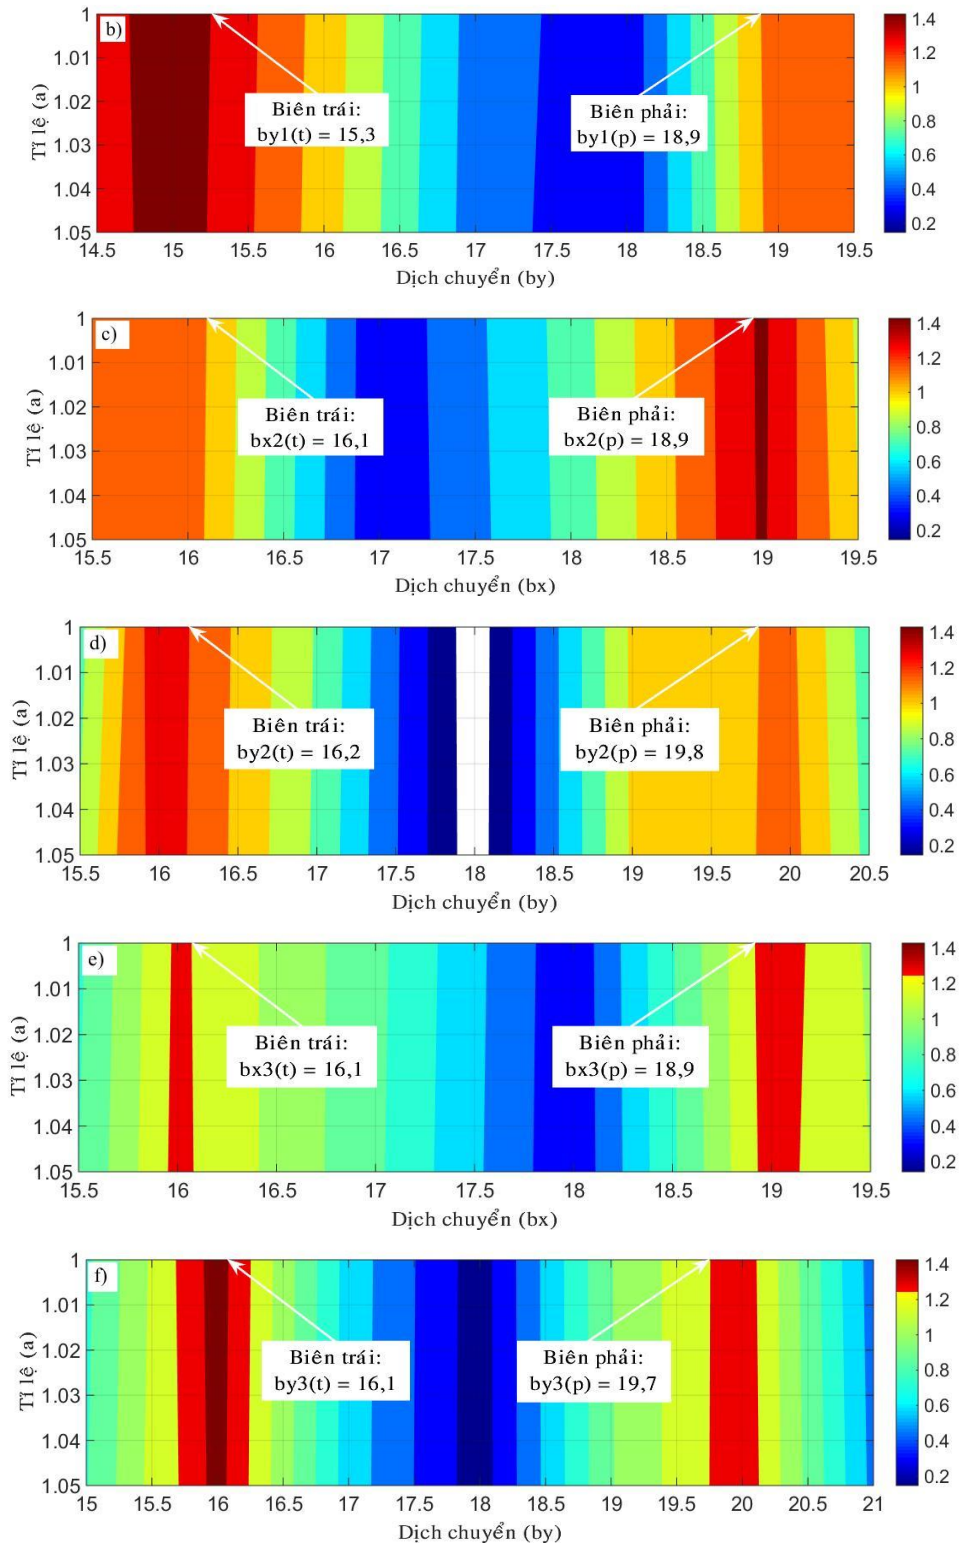 b)
1
1.01
1.02
1.03
1.04
1.05
Tỉ lệ (a)
Biên trái:
by1(t) = 15,3
Biên phải:
by1(p) = 18,9
14.5 15 15.5 16 16.5 17 17.5 18 18.5 19 19.5
Dịch chuyển (by)
1.4
1.2
1
0.8
0.6
0.4
0.2
c)
1
1.01
1.02
1.03
1.04
1.05
Tỉ lệ (a)
Biên trái:
bx2(t) = 16,1
Biên phải:
bx2(p) = 18,9
15.5 16 16.5 17 17.5 18 18.5 19 19.5
Dịch chuyển (bx)
1.4
1.2
1
0.8
0.6
0.4
0.2
d)
1
1.01
1.02
1.03
1.04
1.05
Tỉ lệ (a)
Biên trái:
by2(t) = 16,2
Biên phải:
by2(p) = 19,8
15.5 16 16.5 17 17.5 18 18.5 19 19.5 20 20.5
Dịch chuyển (by)
1.4
1.2
1
0.8
0.6
0.4
0.2
e)
1
1.01
1.02
1.03
1.04
1.05
Tỉ lệ (a)
Biên trái:
bx3(t) = 16,1
Biên phải:
bx3(p) = 18,9
15.5 16 16.5 17 17.5 18 18.5 19 19.5
Dịch chuyển (bx)
1.4
1.2
1
0.8
0.6
0.4
0.2
f)
1
1.01
1.02
1.03
1.04
1.05
Tỉ lệ (a)
Biên trái:
by3(t) = 16,1
Biên phải:
by3(p) = 19,7
15 15.5 16 16.5 17 17.5 18 18.5 19 19.5 20 20.5 21
Dịch chuyển (by)
1.4
1.2
1
0.8
0.6
0.4
0.2